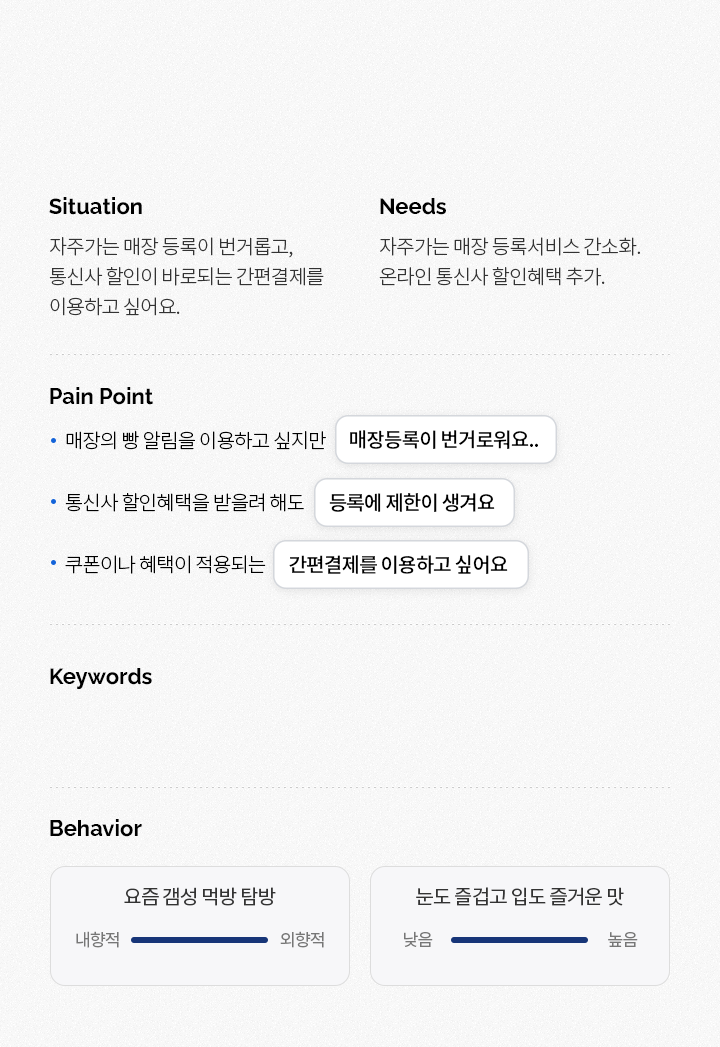 Situation
자주가는 매장 등록이 번거롭고,
통신사 할인이 바로되는 간편결제를
이용하고 싶어요.
Needs
자주가는 매장 등록서비스 간소화.
온라인 통신사 할인혜택 추가.
Pain Point
• 매장의 빵 알림을 이용하고 싶지만 매장등록이 번거로워요..
• 통신사 할인혜택을 받을려 해도 등록에 제한이 생겨요
• 쿠폰이나 혜택이 적용되는 간편결제를 이용하고 싶어요
Keywords
Behavior
요즘 갬성 먹방 탐방
내향적 외향적
눈도 즐겁고 입도 즐거운 맛
낮음 높음